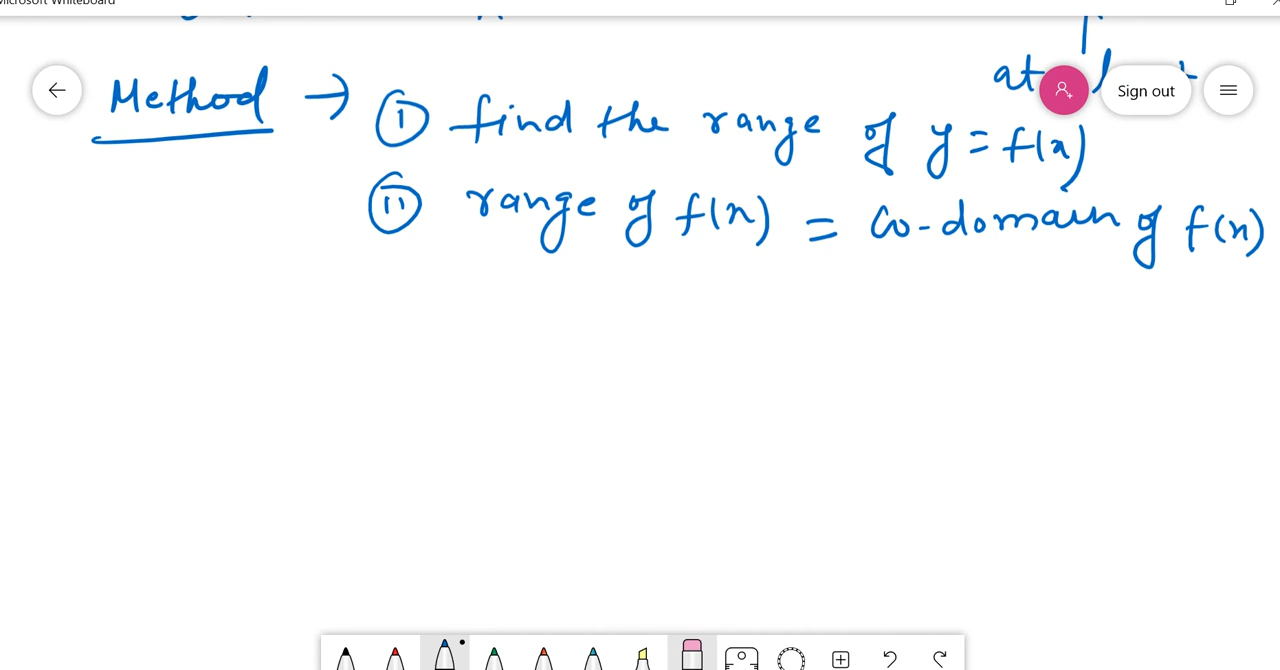 Microsoft Whiteboard
at
Sign out
Method → (i) find the range of y = f(x)
(ii) range of f(x) = co-domain of f(x)